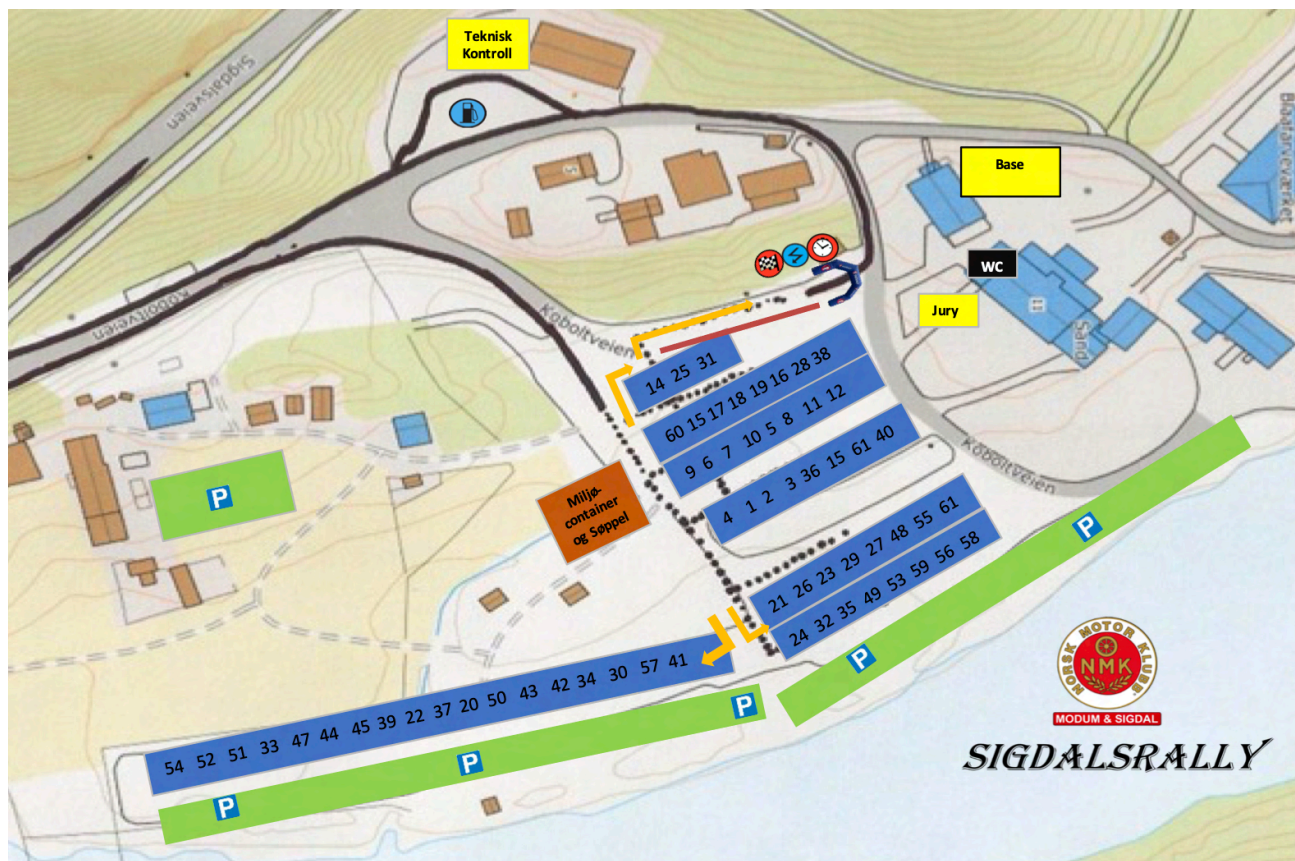 Teknisk
Kontroll
Sigdalsveien
Blaafarveværket
Base
WC
Jury
11
Sand
Koboltveien
Koboltveien
14 25 31
60 15 17 18 19 16 28 38
9 6 7 10 5 8 11 12
4 1 2 3 36 15 61 40
Koboltveien
Miljø-
container
og Søppel
P
P
21 26 23 29 27 48 55 61
24 32 35 49 53 59 56 58
P
54 52 51 33 47 44 45 39 22 37 20 50 43 42 34 30 57 41
P
P
P
NORSK MOTOR KLUBB
NMK
MODUM & SIGDAL
SIGDALSRALLY